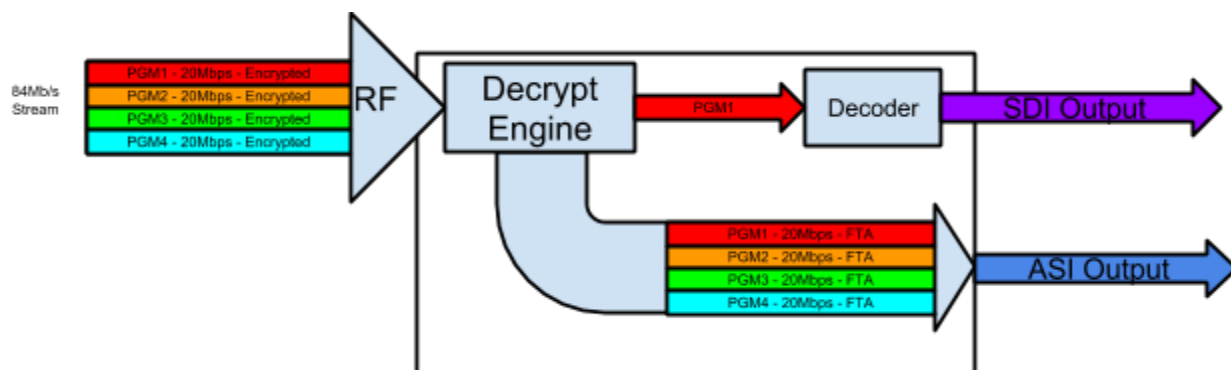 84Mb/s
Stream
PGM1 - 20Mbps - Encrypted
PGM2 - 20Mbps - Encrypted
PGM3 - 20Mbps - Encrypted
PGM4 - 20Mbps - Encrypted
RF
Decrypt
Engine
PGM1
Decoder
SDI Output
PGM1 - 20Mbps - FTA
PGM2 - 20Mbps - FTA
PGM3 - 20Mbps - FTA
PGM4 - 20Mbps - FTA
ASI Output